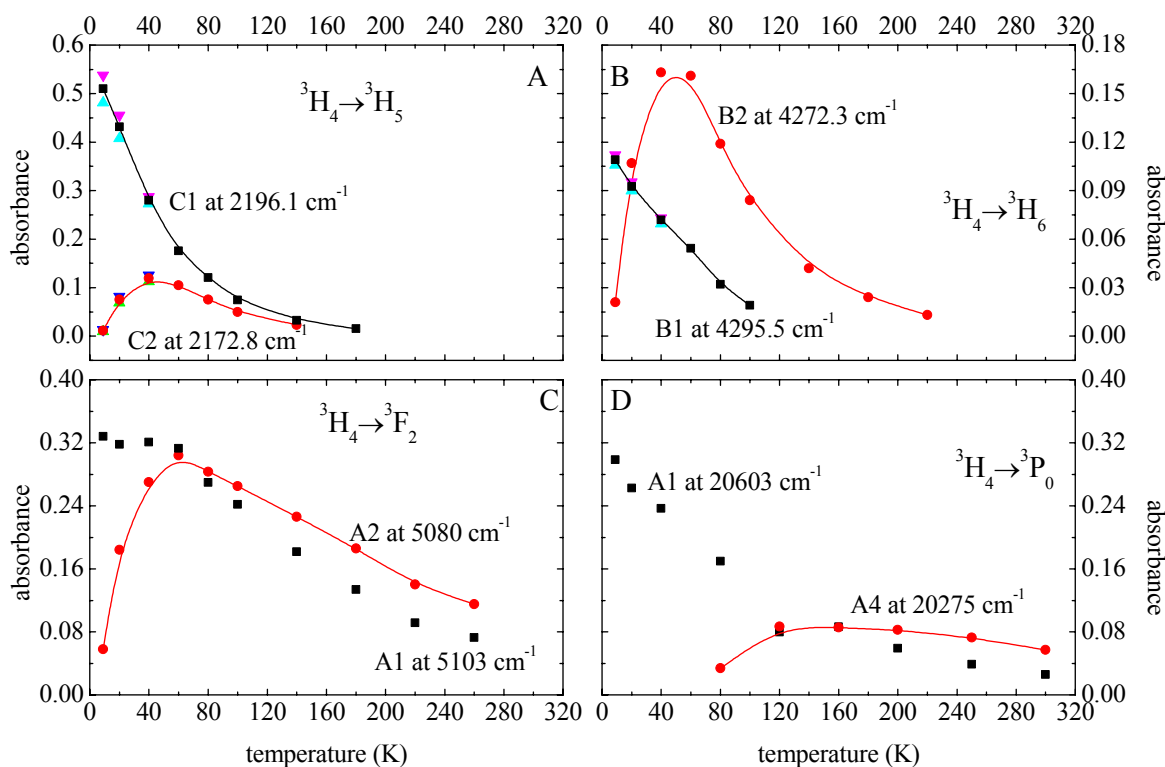 0 40 80 120 160 200 240 280 320 0 40 80 120 160 200 240 280 320
0.6 A ³H₄→³H₅ B 0.18
0.5 0.15
0.4 B2 at 4272.3 cm⁻¹ 0.12
0.3 C1 at 2196.1 cm⁻¹ 0.09
0.2 ³H₄→³H₆ 0.06
0.1 0.03
0.0 C2 at 2172.8 cm⁻¹ B1 at 4295.5 cm⁻¹ 0.00
absorbance absorbance
0.40 ³H₄→³F₂ C D 0.40
0.32 ³H₄→³P₀ 0.32
A1 at 20603 cm⁻¹
0.24 0.24
A2 at 5080 cm⁻¹
0.16 0.16
A4 at 20275 cm⁻¹
0.08 0.08
A1 at 5103 cm⁻¹
0.00 0.00
absorbance absorbance
0 40 80 120 160 200 240 280 320 0 40 80 120 160 200 240 280 320
temperature (K) temperature (K)